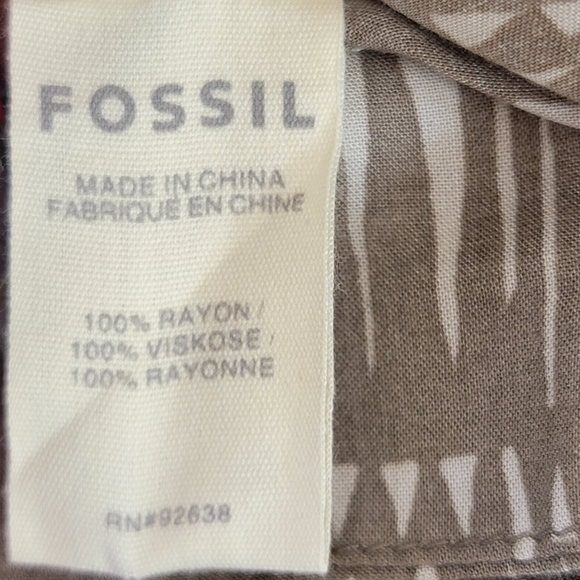 FOSSIL
MADE IN CHINA
FABRIQUE EN CHINE
100% RAYON /
100% VISKOSE /
100% RAYONNE
RN#92638